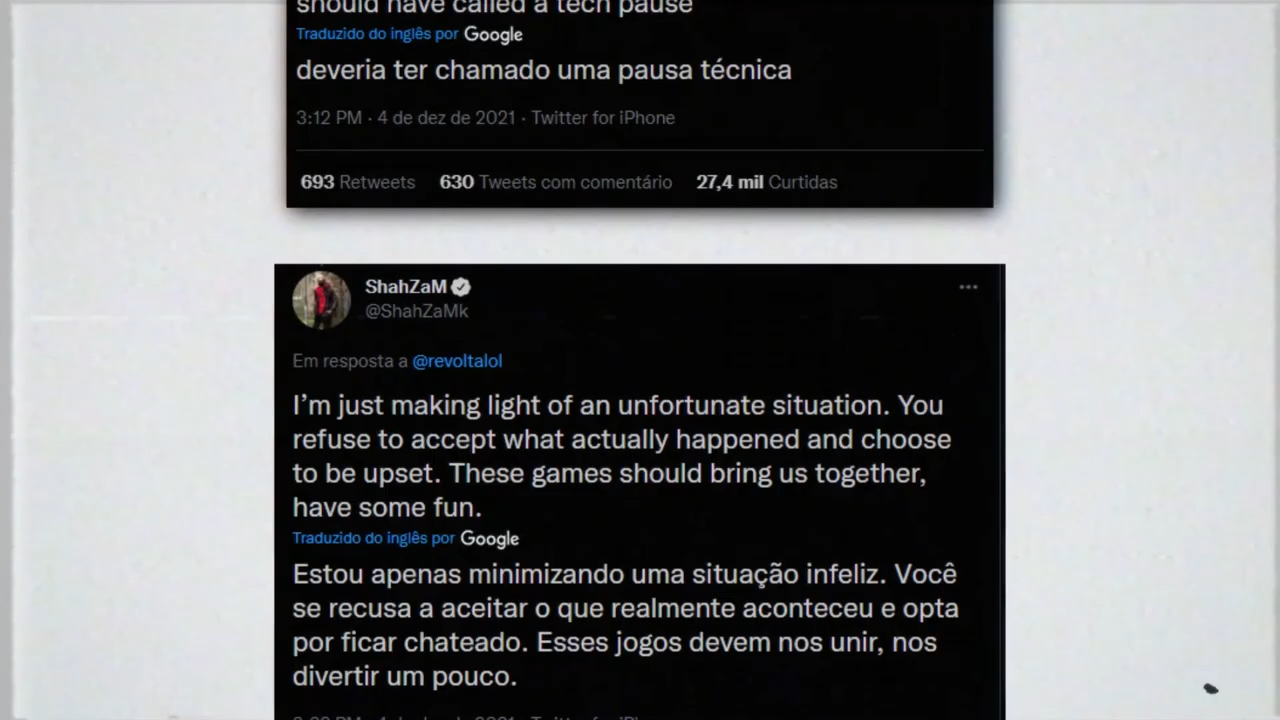 should have called a tech pause
Traduzido do inglês por Google
deveria ter chamado uma pausa técnica
3:12 PM · 4 de dez de 2021 · Twitter for iPhone
693 Retweets 630 Tweets com comentário 27,4 mil Curtidas
ShahZaM
@ShahZaMk
Em resposta a @revoltalol
I’m just making light of an unfortunate situation. You
refuse to accept what actually happened and choose
to be upset. These games should bring us together,
have some fun.
Traduzido do inglês por Google
Estou apenas minimizando uma situação infeliz. Você
se recusa a aceitar o que realmente aconteceu e opta
por ficar chateado. Esses jogos devem nos unir, nos
divertir um pouco.